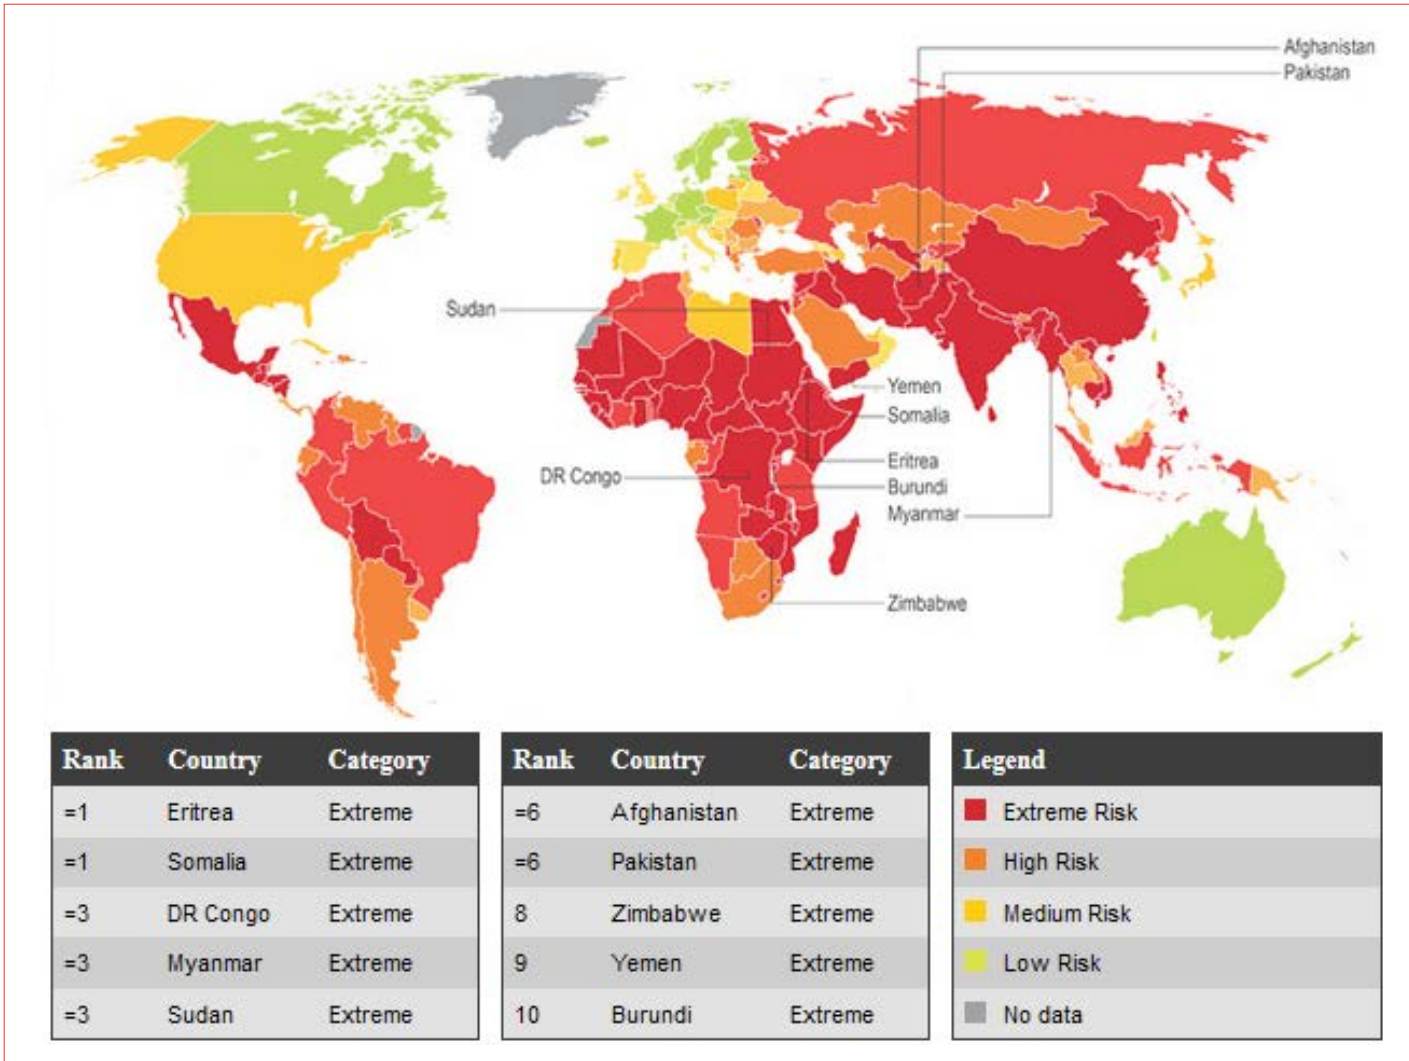 Afghanistan
Pakistan
Sudan
Yemen
Somalia
Eritrea
DR Congo
Burundi
Myanmar
Zimbabwe
Rank Country Category
=1 Eritrea Extreme
=1 Somalia Extreme
=3 DR Congo Extreme
=3 Myanmar Extreme
=3 Sudan Extreme
Rank Country Category
=6 Afghanistan Extreme
=6 Pakistan Extreme
8 Zimbabwe Extreme
9 Yemen Extreme
10 Burundi Extreme
Legend
Extreme Risk
High Risk
Medium Risk
Low Risk
No data